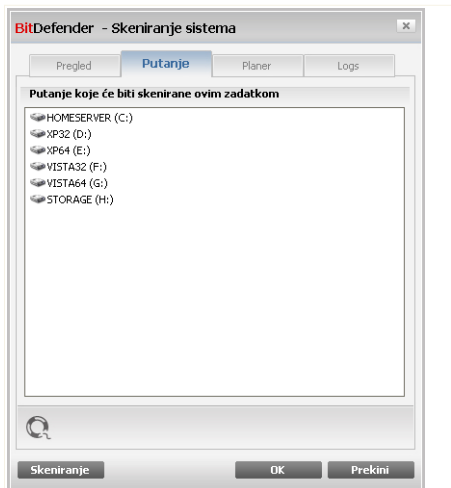 BitDefender - Skeniranje sistema
Pregled Putanje Planer Logs
Putanje koje će biti skenirane ovim zadatkom
HOMESERVER (C:)
XP32 (D:)
XP64 (E:)
VISTA32 (F:)
VISTA64 (G:)
STORAGE (H:)
Skeniranje OK Prekini